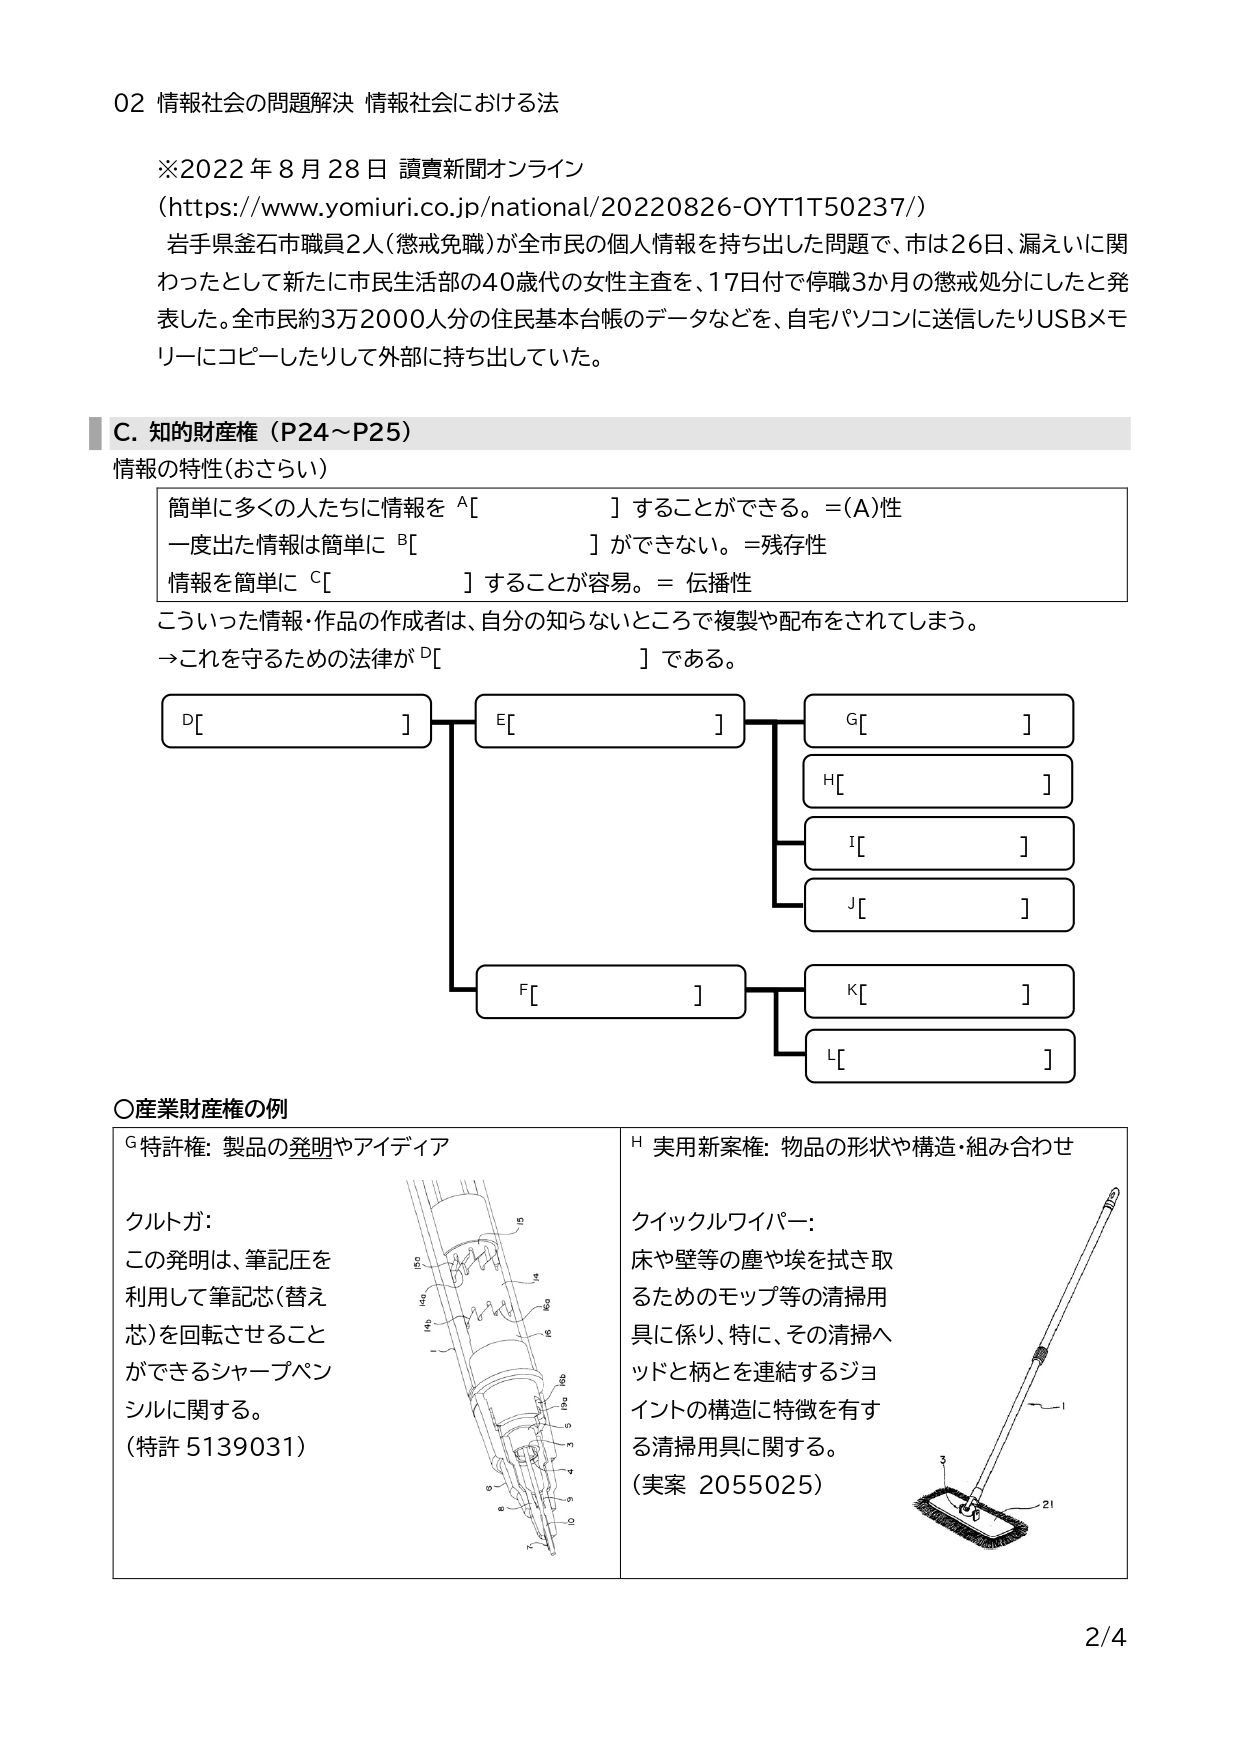 02 情報社会の問題解決 情報社会における法
※2022年8月28日 讀賣新聞オンライン
(https://www.yomiuri.co.jp/national/20220826-OYT1T50237/)
岩手県釜石市職員2人(懲戒免職)が全市民の個人情報を持ち出した問題で、市は26日、漏えいに関
わったとして新たに市民生活部の40歳代の女性主査を、17日付で停職3か月の懲戒処分にしたと発
表した。全市民約3万2000人分の住民基本台帳のデータなどを、自宅パソコンに送信したりUSBメモ
リーにコピーしたりして外部に持ち出していた。
C. 知的財産権(P24~P25)
情報の特性(おさらい)
簡単に多くの人たちに情報を A[ ] することができる。=(A)性
一度出た情報は簡単に B[ ] ができない。=残存性
情報を簡単に C[ ] することが容易。= 伝播性
こういった情報・作品の作成者は、自分の知らないところで複製や配布をされてしまう。
→これを守るための法律が D[ ] である。
D[ ] E[ ] G[ ]
H[ ]
I[ ]
J[ ]
F[ ] K[ ]
L[ ]
〇産業財産権の例
G 特許権: 製品の発明やアイディア
クルトガ:
この発明は、筆記圧を
利用して筆記芯(替え
芯)を回転させること
ができるシャープペン
シルに関する。
(特許 5139031)
15
15a
14
14a
16a
14b
16
1
16b
19a
5
3
4
6
9
8
10
7
H 実用新案権: 物品の形状や構造・組み合わせ
クイックルワイパー:
床や壁等の塵や埃を拭き取
るためのモップ等の清掃用
具に係り、特に、その清掃ヘ
ッドと柄とを連結するジョ
イントの構造に特徴を有す
る清掃用具に関する。
(実案 2055025)
1
3
21
2/4